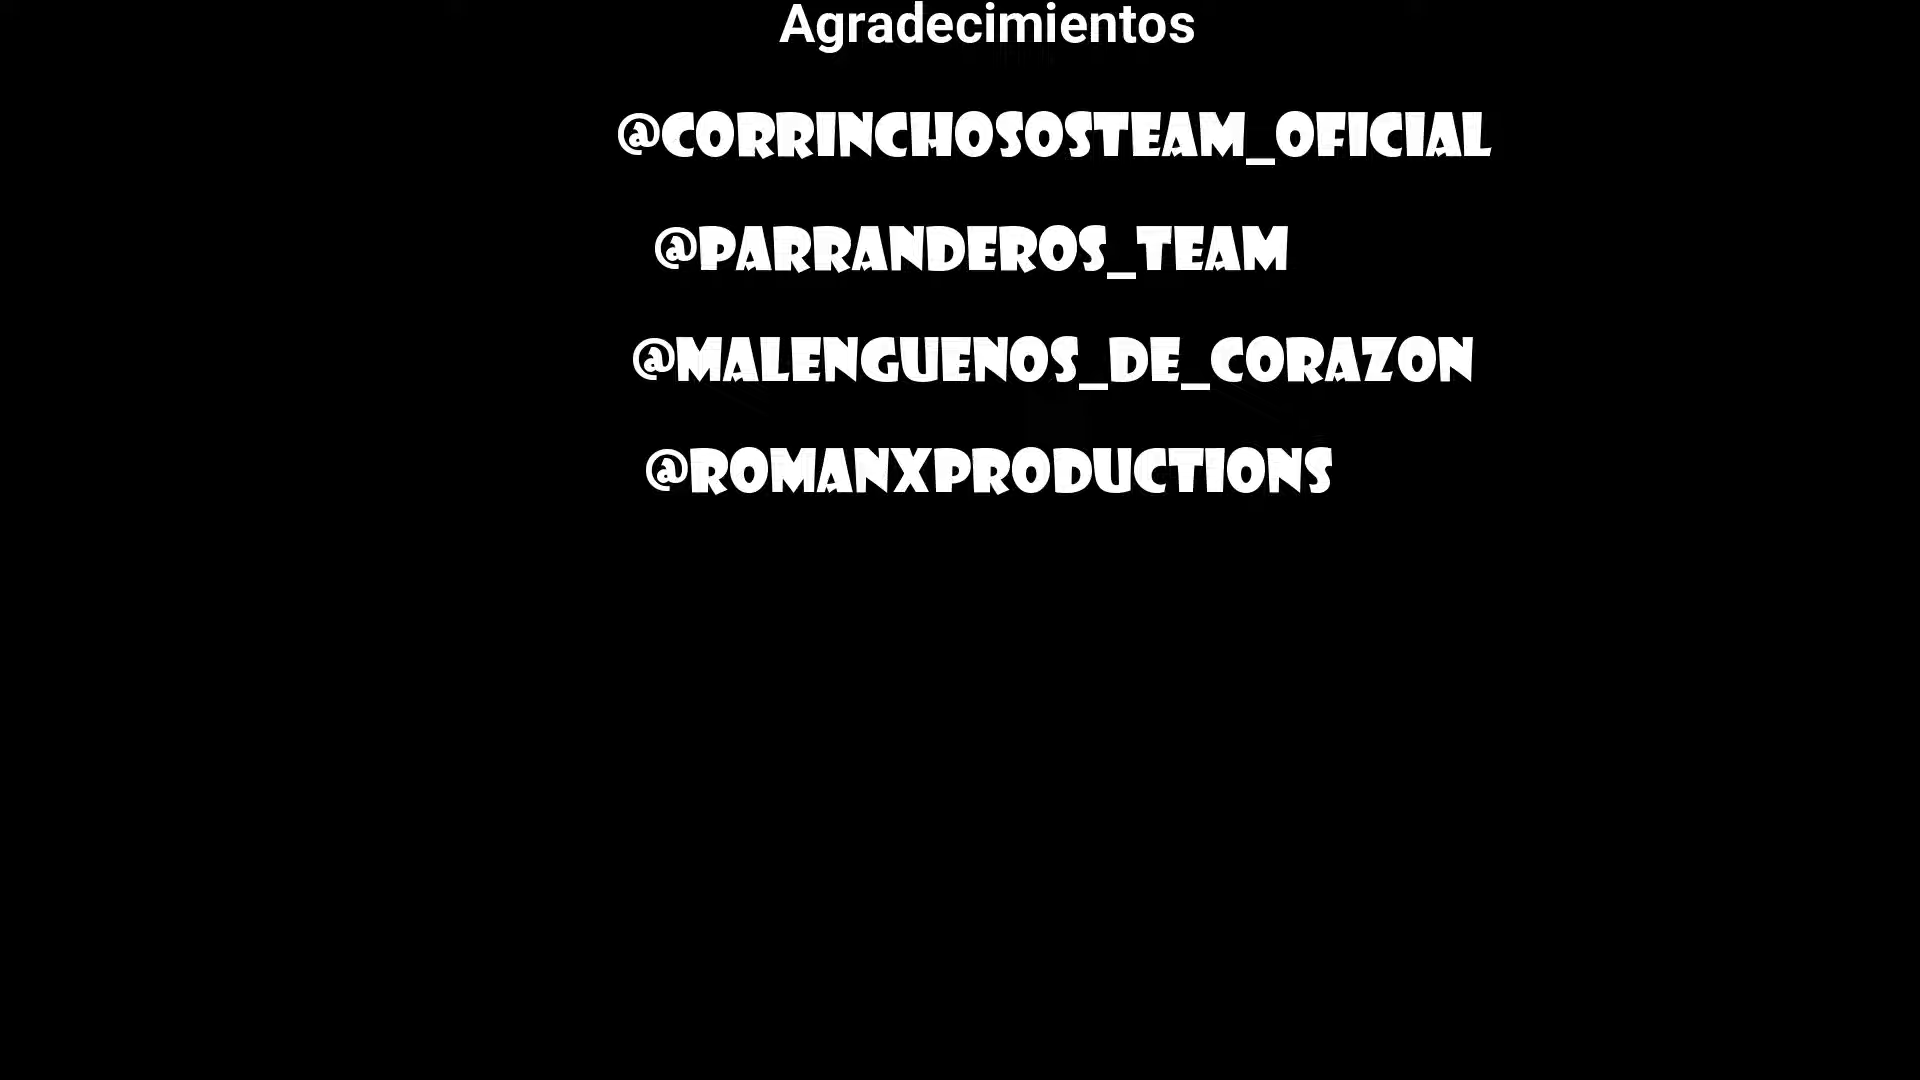 Agradecimientos
@CORRINCHOSOSTEAM_OFICIAL
@PARRANDEROS_TEAM
@MALENGUENOS_DE_CORAZON
@ROMANXPRODUCTIONS